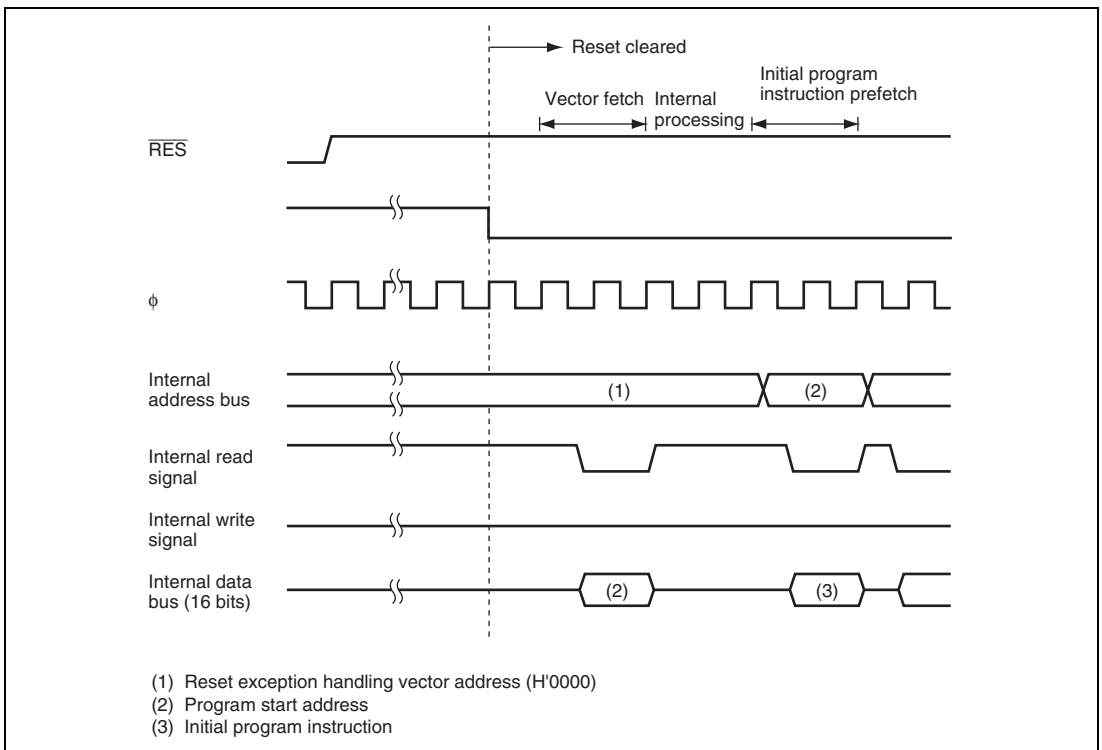 Reset cleared
Initial program
instruction prefetch
Vector fetch
Internal
processing
RES
φ
Internal
address bus
(1)
(2)
Internal read
signal
Internal write
signal
Internal data
bus (16 bits)
(2)
(3)
(1) Reset exception handling vector address (H'0000)
(2) Program start address
(3) Initial program instruction